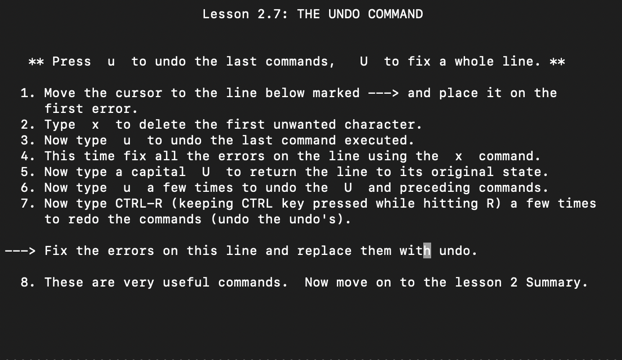 Lesson 2.7: THE UNDO COMMAND
** Press  u  to undo the last commands,   U  to fix a whole line. **
1. Move the cursor to the line below marked ---> and place it on the
first error.
2. Type  x  to delete the first unwanted character.
3. Now type  u  to undo the last command executed.
4. This time fix all the errors on the line using the  x  command.
5. Now type a capital  U  to return the line to its original state.
6. Now type  u  a few times to undo the  U  and preceding commands.
7. Now type CTRL-R (keeping CTRL key pressed while hitting R) a few times
to redo the commands (undo the undo's).
---> Fix the errors on this line and replace them with undo.
8. These are very useful commands.  Now move on to the lesson 2 Summary.